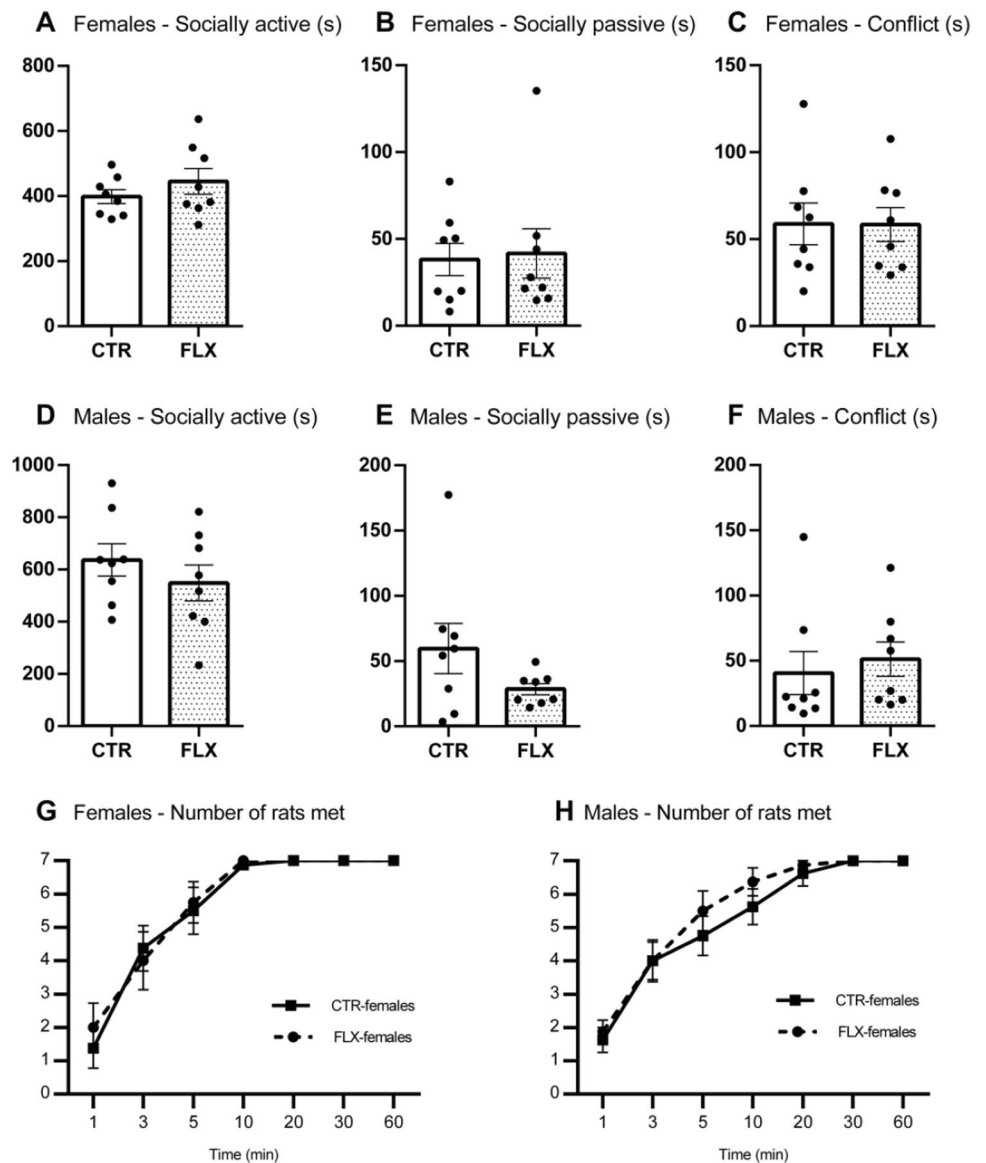 A Females - Socially active (s)
B Females - Socially passive (s)
C Females - Conflict (s)
800
600
400
200
0
CTR FLX
150
100
50
0
CTR FLX
150
100
50
0
CTR FLX
D Males - Socially active (s)
E Males - Socially passive (s)
F Males - Conflict (s)
1000
800
600
400
200
0
CTR FLX
200
150
100
50
0
CTR FLX
200
150
100
50
0
CTR FLX
G Females - Number of rats met
7
6
5
4
3
2
1
0
CTR-females
FLX-females
1 3 5 10 20 30 60
Time (min)
H Males - Number of rats met
7
6
5
4
3
2
1
0
CTR-females
FLX-females
1 3 5 10 20 30 60
Time (min)